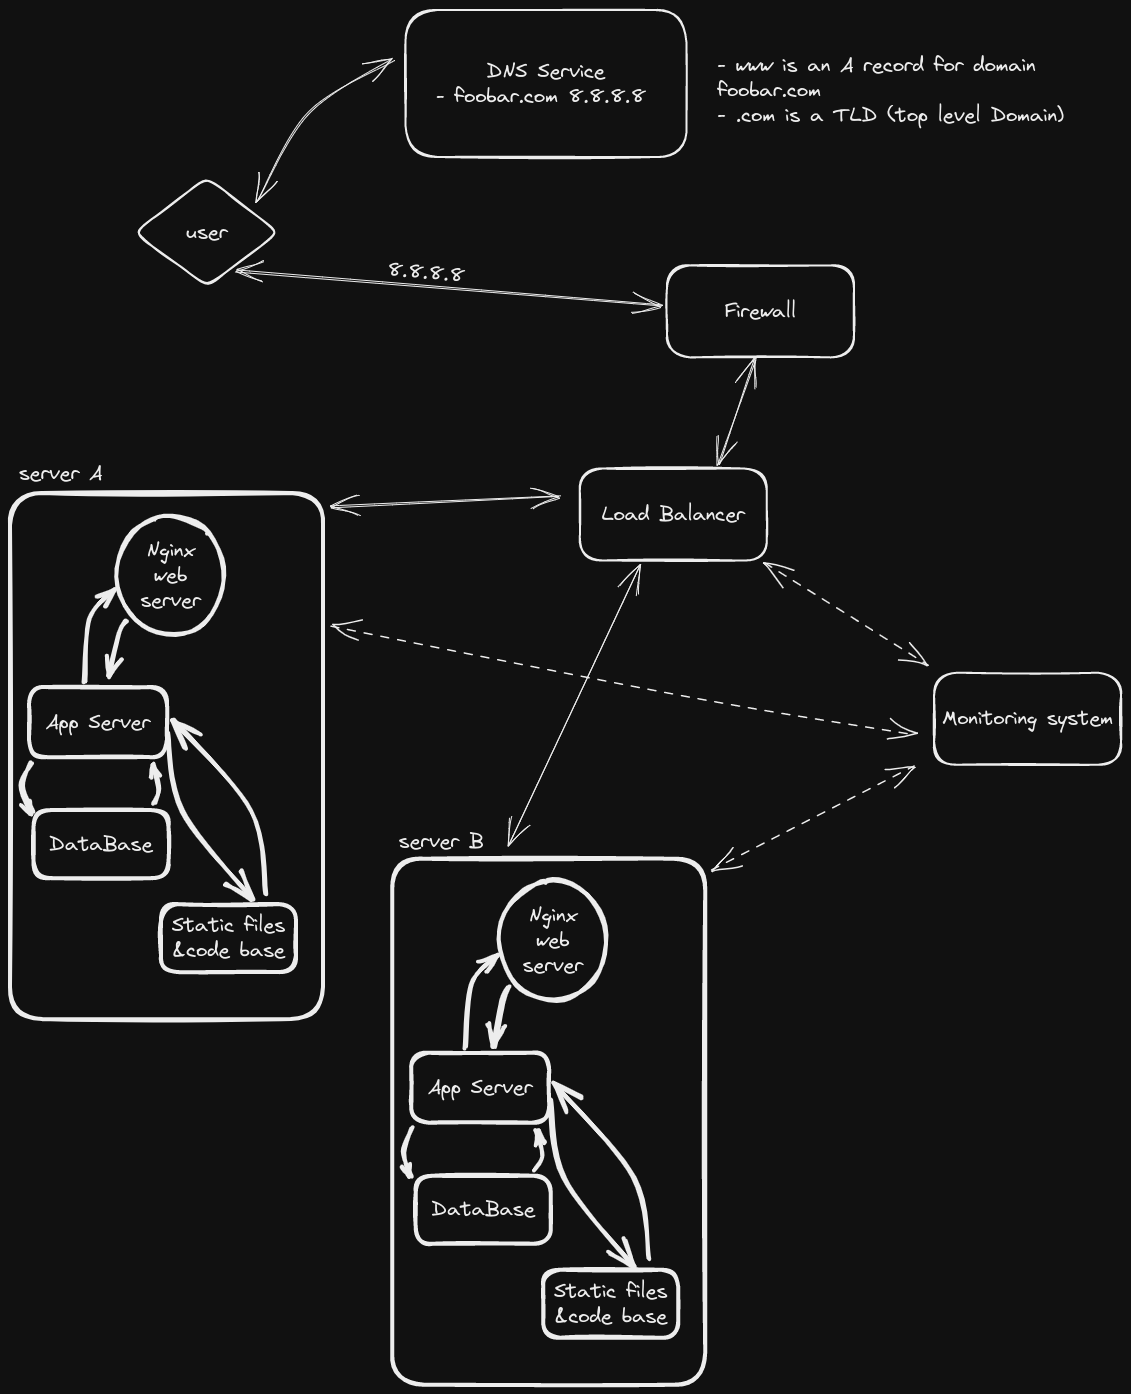 DNS Service
- foobar.com 8.8.8.8
- www is an A record for domain
foobar.com
- .com is a TLD (top level Domain)
user
8.8.8.8
Firewall
Load Balancer
Monitoring system
server A
Nginx
web
server
App Server
DataBase
Static files
&code base
server B
Nginx
web
server
App Server
DataBase
Static files
&code base